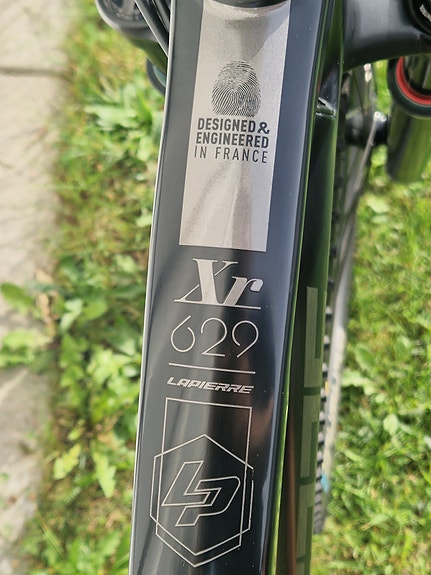 DESIGNED &
ENGINEERED
IN FRANCE
Xr
629
LAPIERRE
LP